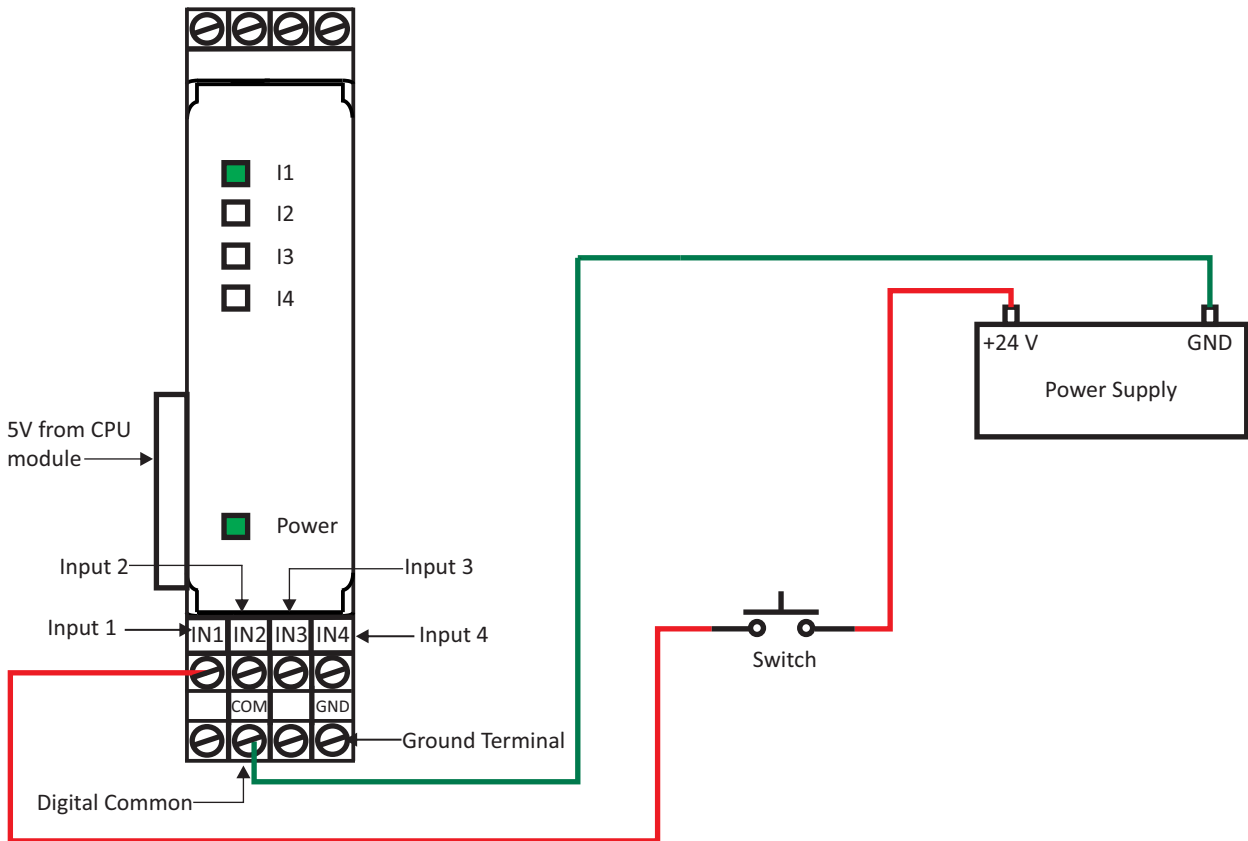 I1
I2
I3
I4
+24 V
GND
Power Supply
5V from CPU
module
Power
Input 2
Input 3
Input 1
IN1
IN2
IN3
IN4
Input 4
Switch
COM
GND
Ground Terminal
Digital Common